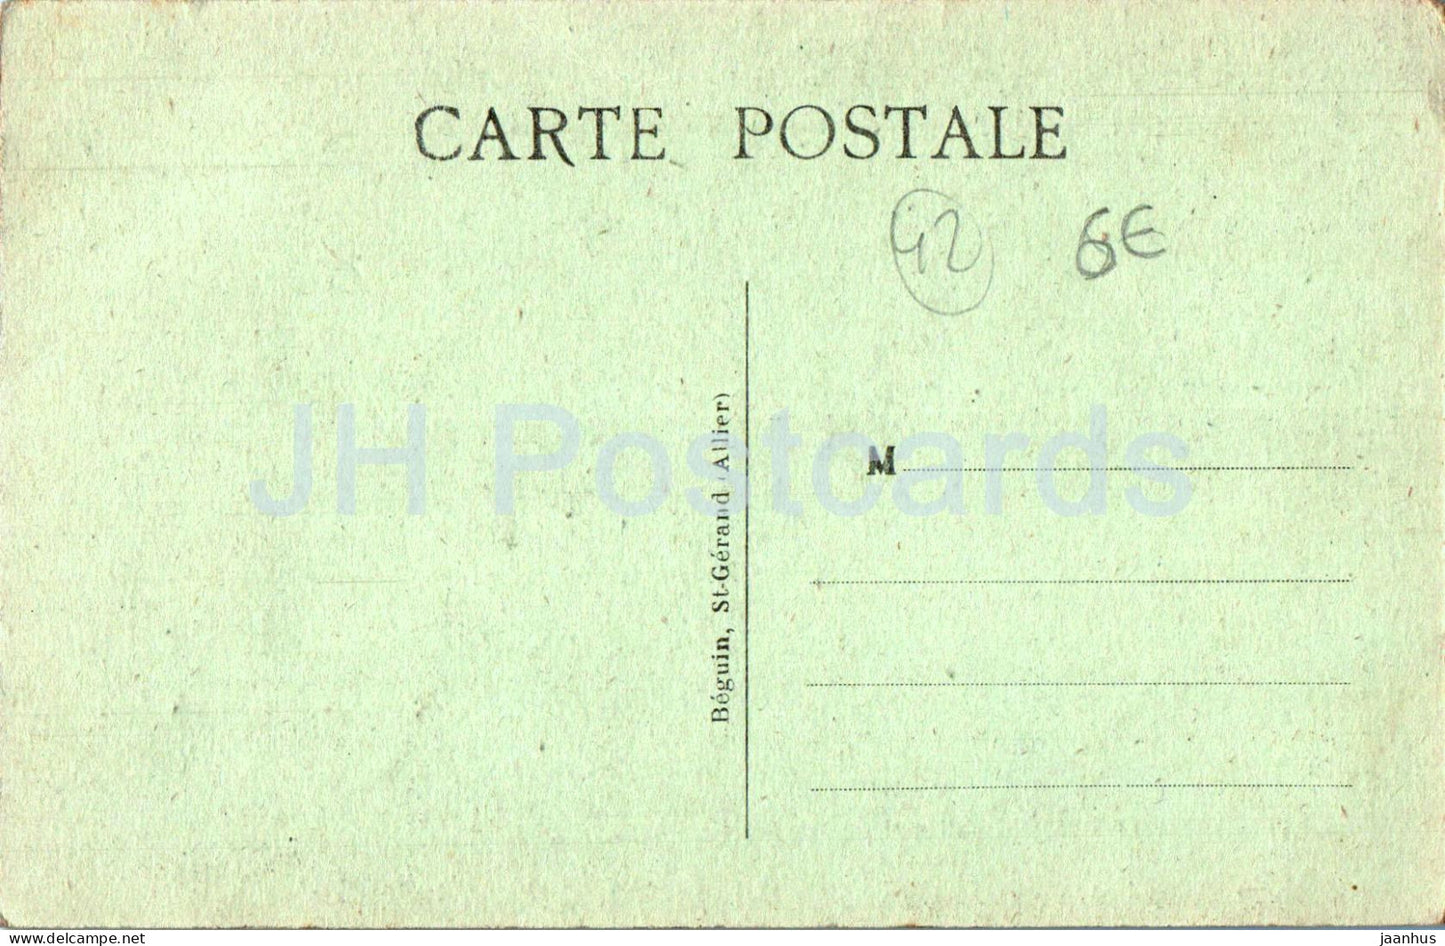 CARTE POSTALE
42
6€
Béguin, St-Gérand (Allier)
M
JH Postcards
www.delcampe.net
jaanhus